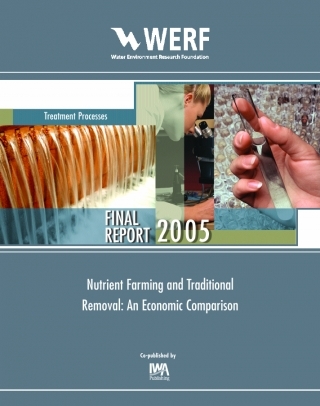 WERF
Water Environment Research Foundation
Treatment Processes
FINAL
REPORT 2005
Nutrient Farming and Traditional
Removal: An Economic Comparison
Co-published by
IWA
Publishing